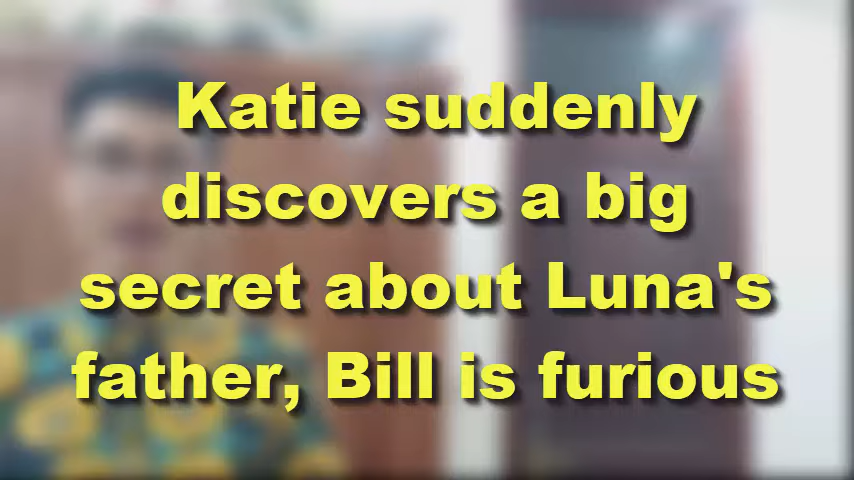 Katie suddenly
discovers a big
secret about Luna's
father, Bill is furious